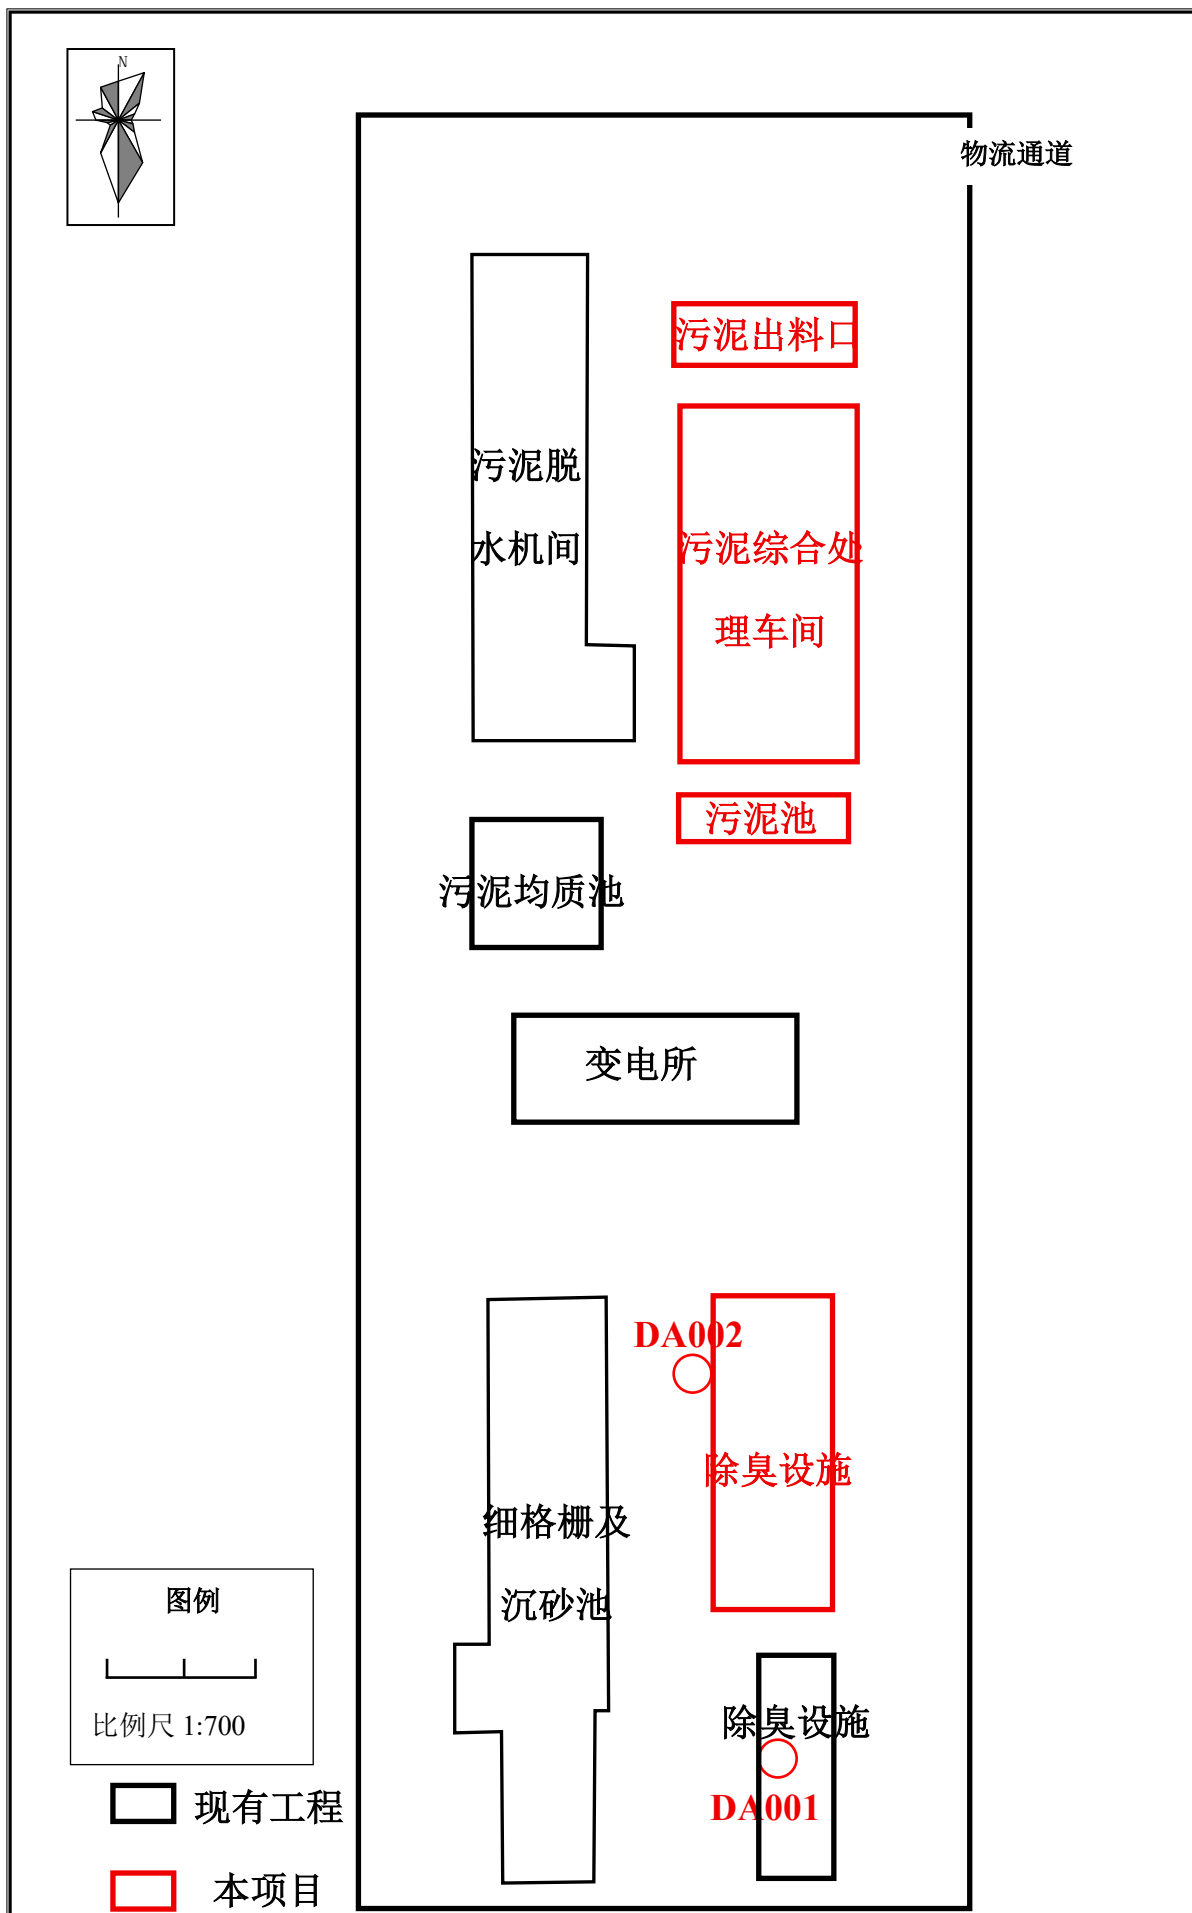 N
物流通道
污泥出料口
污泥脱
水机间
污泥综合处
理车间
污泥池
污泥均质池
变电所
DA002
除臭设施
细格栅及
沉砂池
除臭设施
DA001
图例
比例尺 1:700
现有工程
本项目